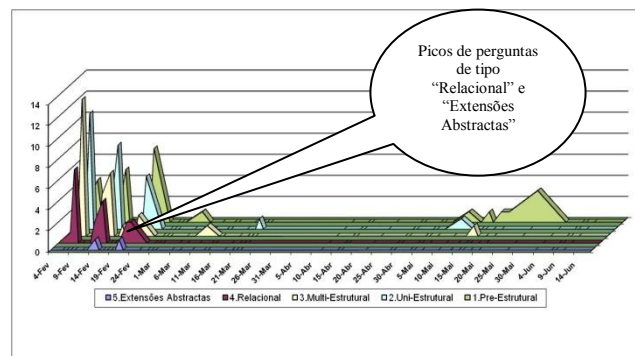 Picos de perguntas
de tipo
“Relacional” e
“Extensões
Abstractas”
14
12
10
8
6
4
2
0
4-Fev
9-Fev
14-Fev
19-Fev
24-Fev
1-Mar
6-Mar
11-Mar
16-Mar
21-Mar
26-Mar
31-Mar
5-Abr
10-Abr
15-Abr
20-Abr
25-Abr
30-Abr
5-Mai
10-Mai
15-Mai
20-Mai
25-Mai
30-Mai
4-Jun
9-Jun
14-Jun
5.Extensões Abstractas 4.Relacional 3.Multi-Estrutural 2.Uni-Estrutural 1.Pre-Estrutural